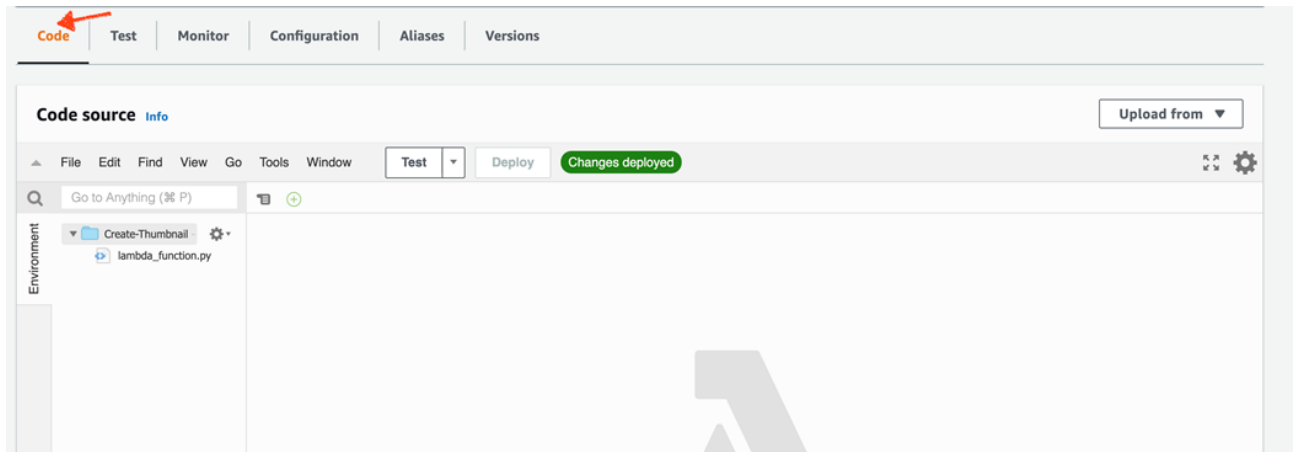 Code Test Monitor Configuration Aliases Versions
Code source Info Upload from
File Edit Find View Go Tools Window Test Deploy Changes deployed
Go to Anything (⌘ P)
Environment
Create-Thumbnail -
lambda_function.py